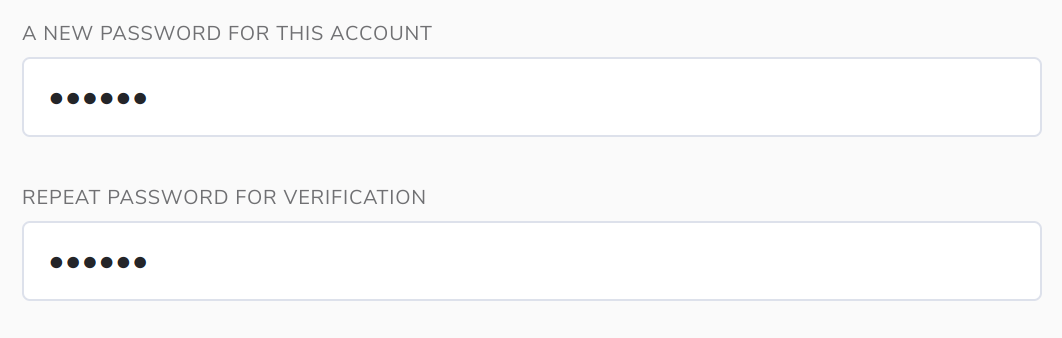 A NEW PASSWORD FOR THIS ACCOUNT
••••••
REPEAT PASSWORD FOR VERIFICATION
••••••